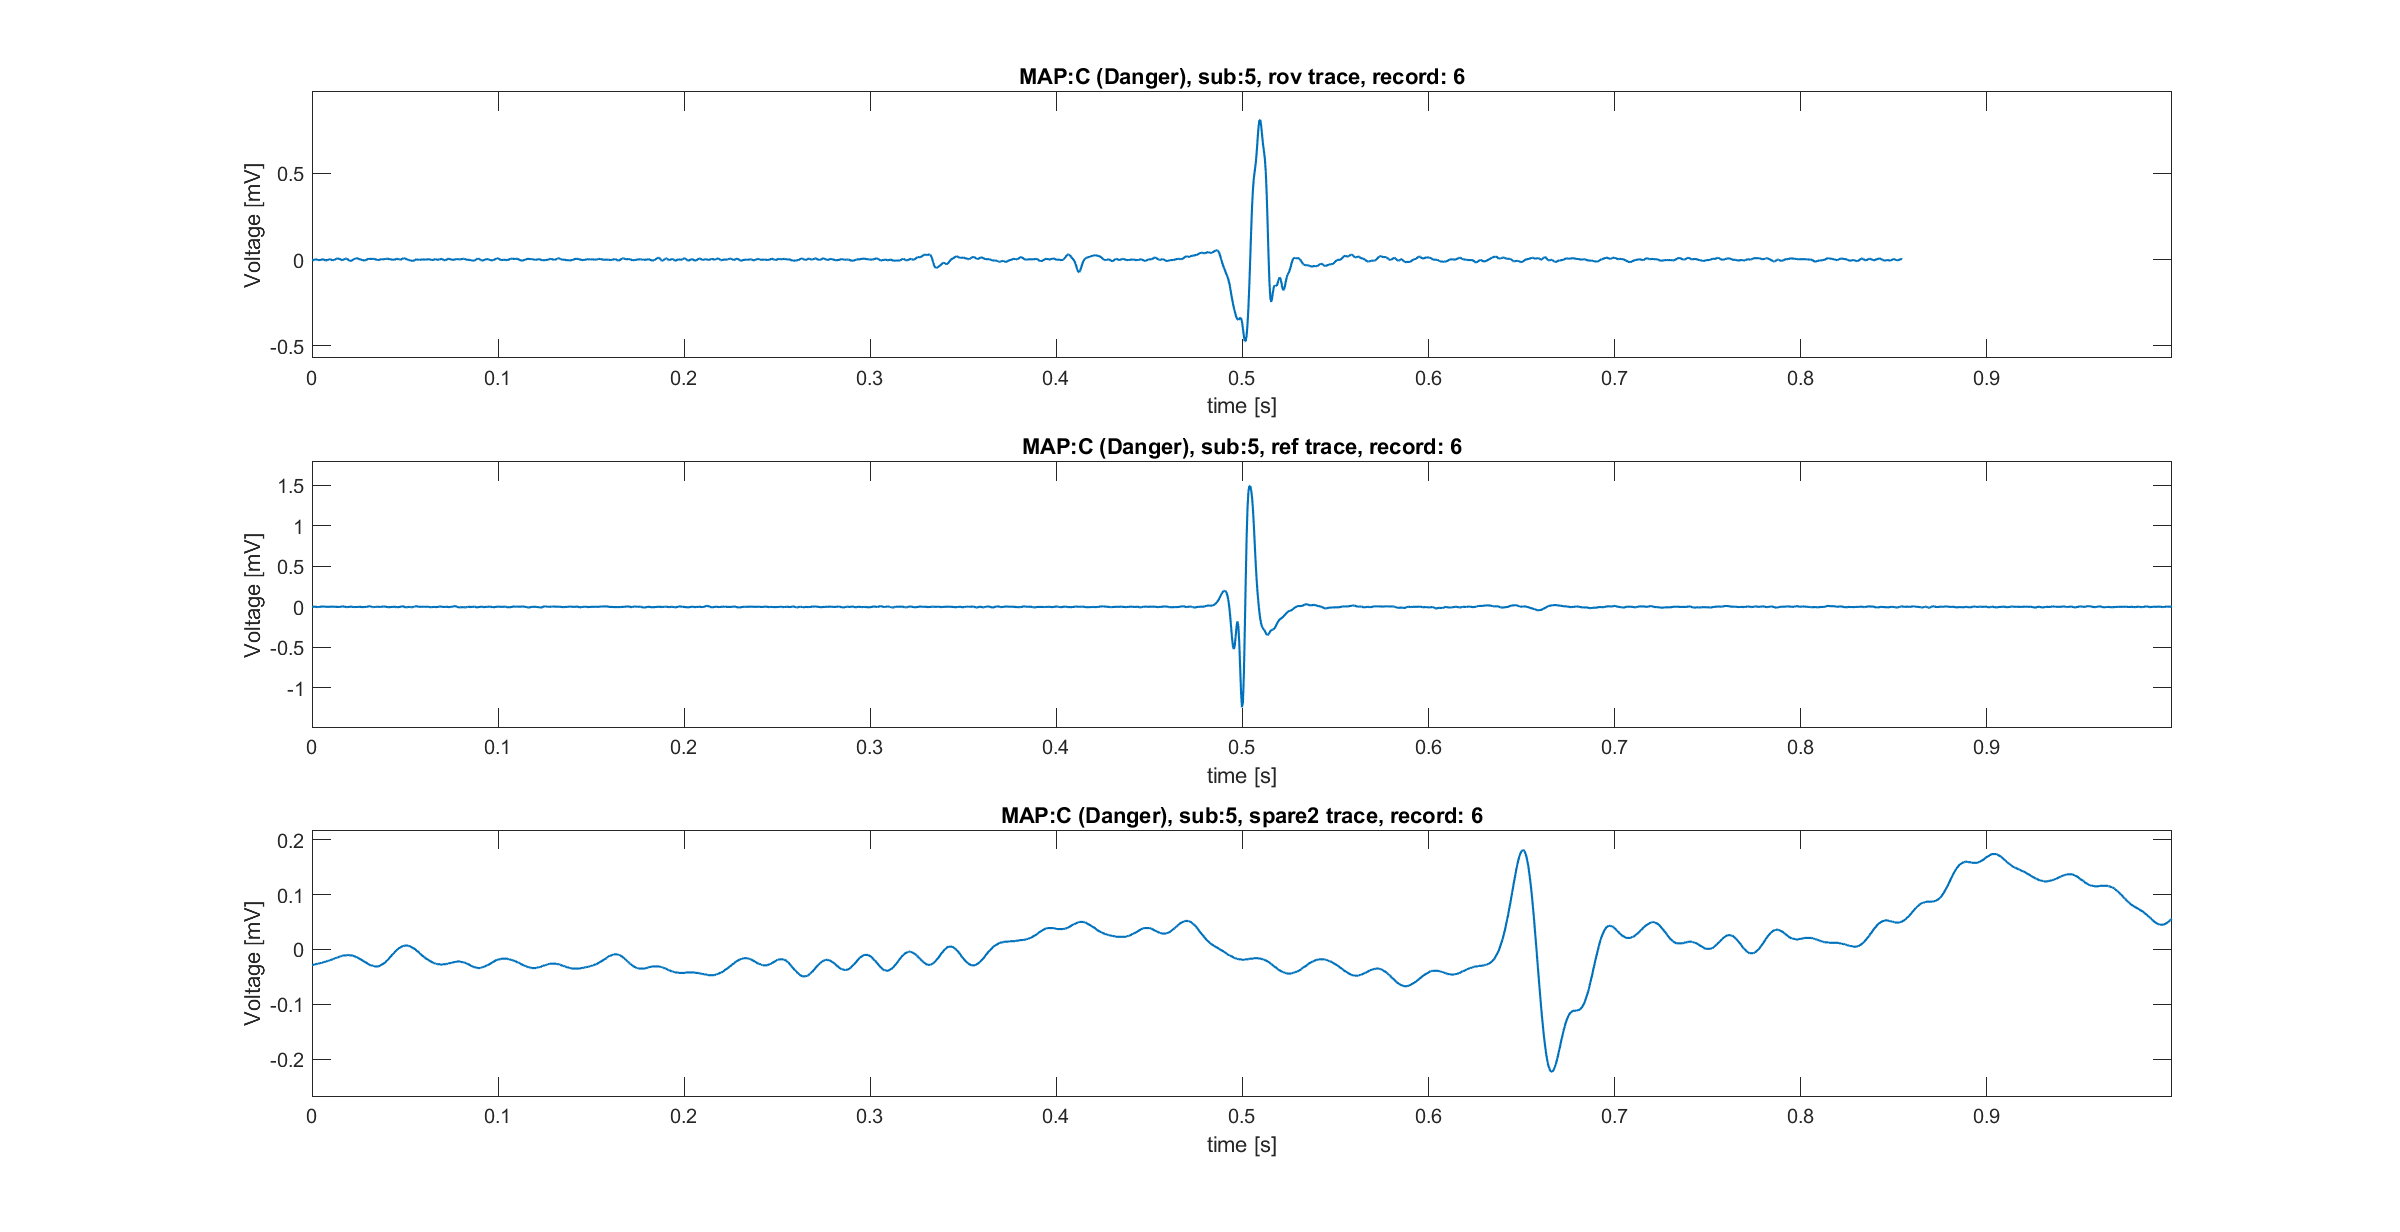 MAP:C (Danger), sub:5, rov trace, record: 6
Voltage [mV]
0.5
0
-0.5
0 0.1 0.2 0.3 0.4 0.5 0.6 0.7 0.8 0.9
time [s]
MAP:C (Danger), sub:5, ref trace, record: 6
Voltage [mV]
1.5
1
0.5
0
-0.5
-1
0 0.1 0.2 0.3 0.4 0.5 0.6 0.7 0.8 0.9
time [s]
MAP:C (Danger), sub:5, spare2 trace, record: 6
Voltage [mV]
0.2
0.1
0
-0.1
-0.2
0 0.1 0.2 0.3 0.4 0.5 0.6 0.7 0.8 0.9
time [s]